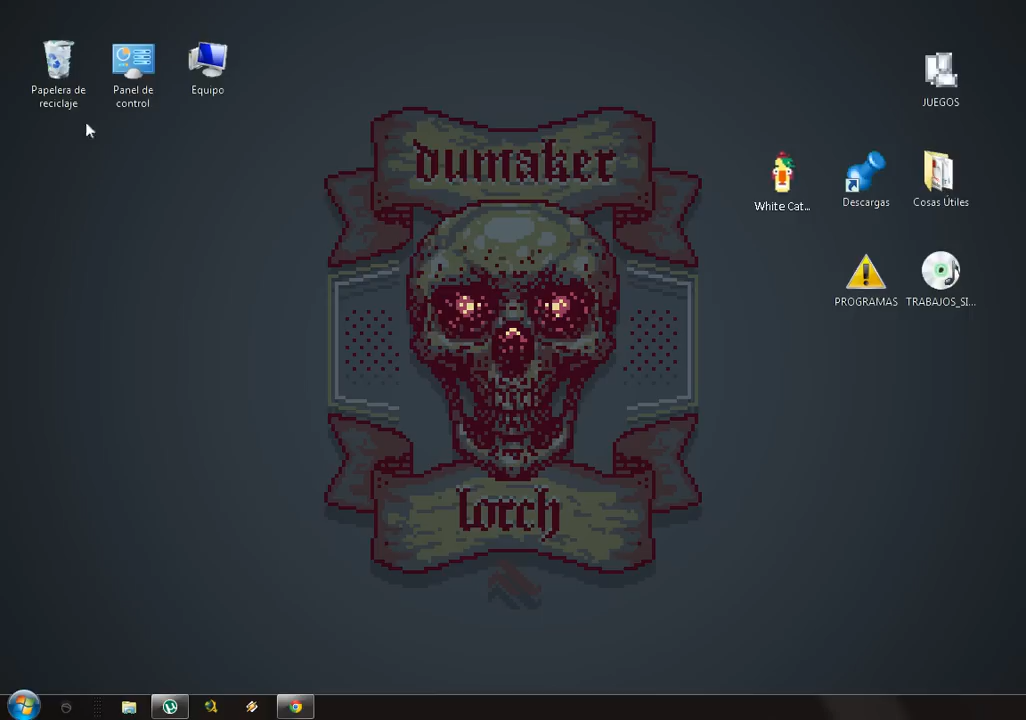 Papelera de
reciclaje
Panel de
control
Equipo
JUEGOS
dumaker
White Cat...
Descargas
Cosas Útiles
PROGRAMAS
TRABAJOS_SI...
lorch